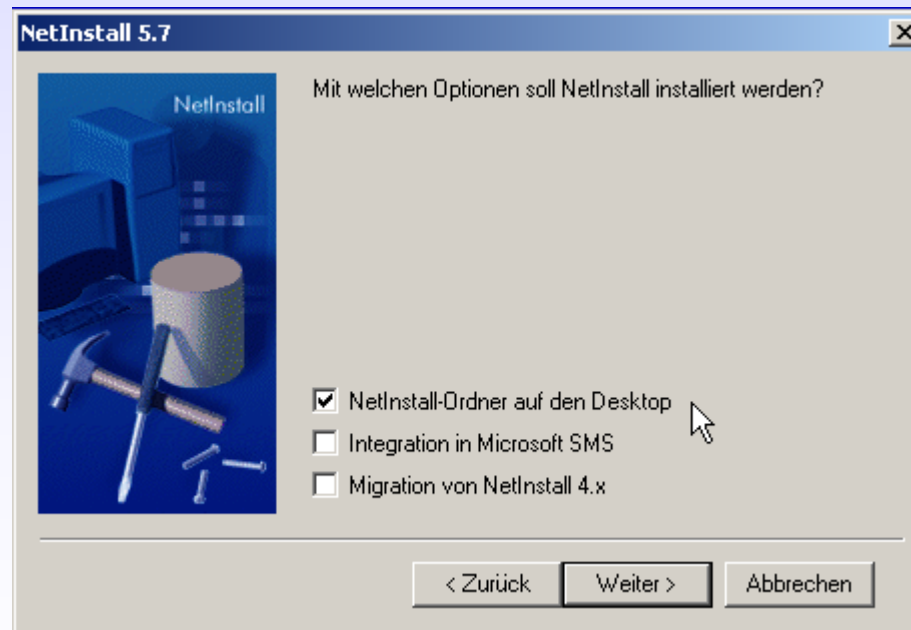 NetInstall 5.7
NetInstall
Mit welchen Optionen soll NetInstall installiert werden?
NetInstall-Ordner auf den Desktop
Integration in Microsoft SMS
Migration von NetInstall 4.x
< Zurück
Weiter >
Abbrechen